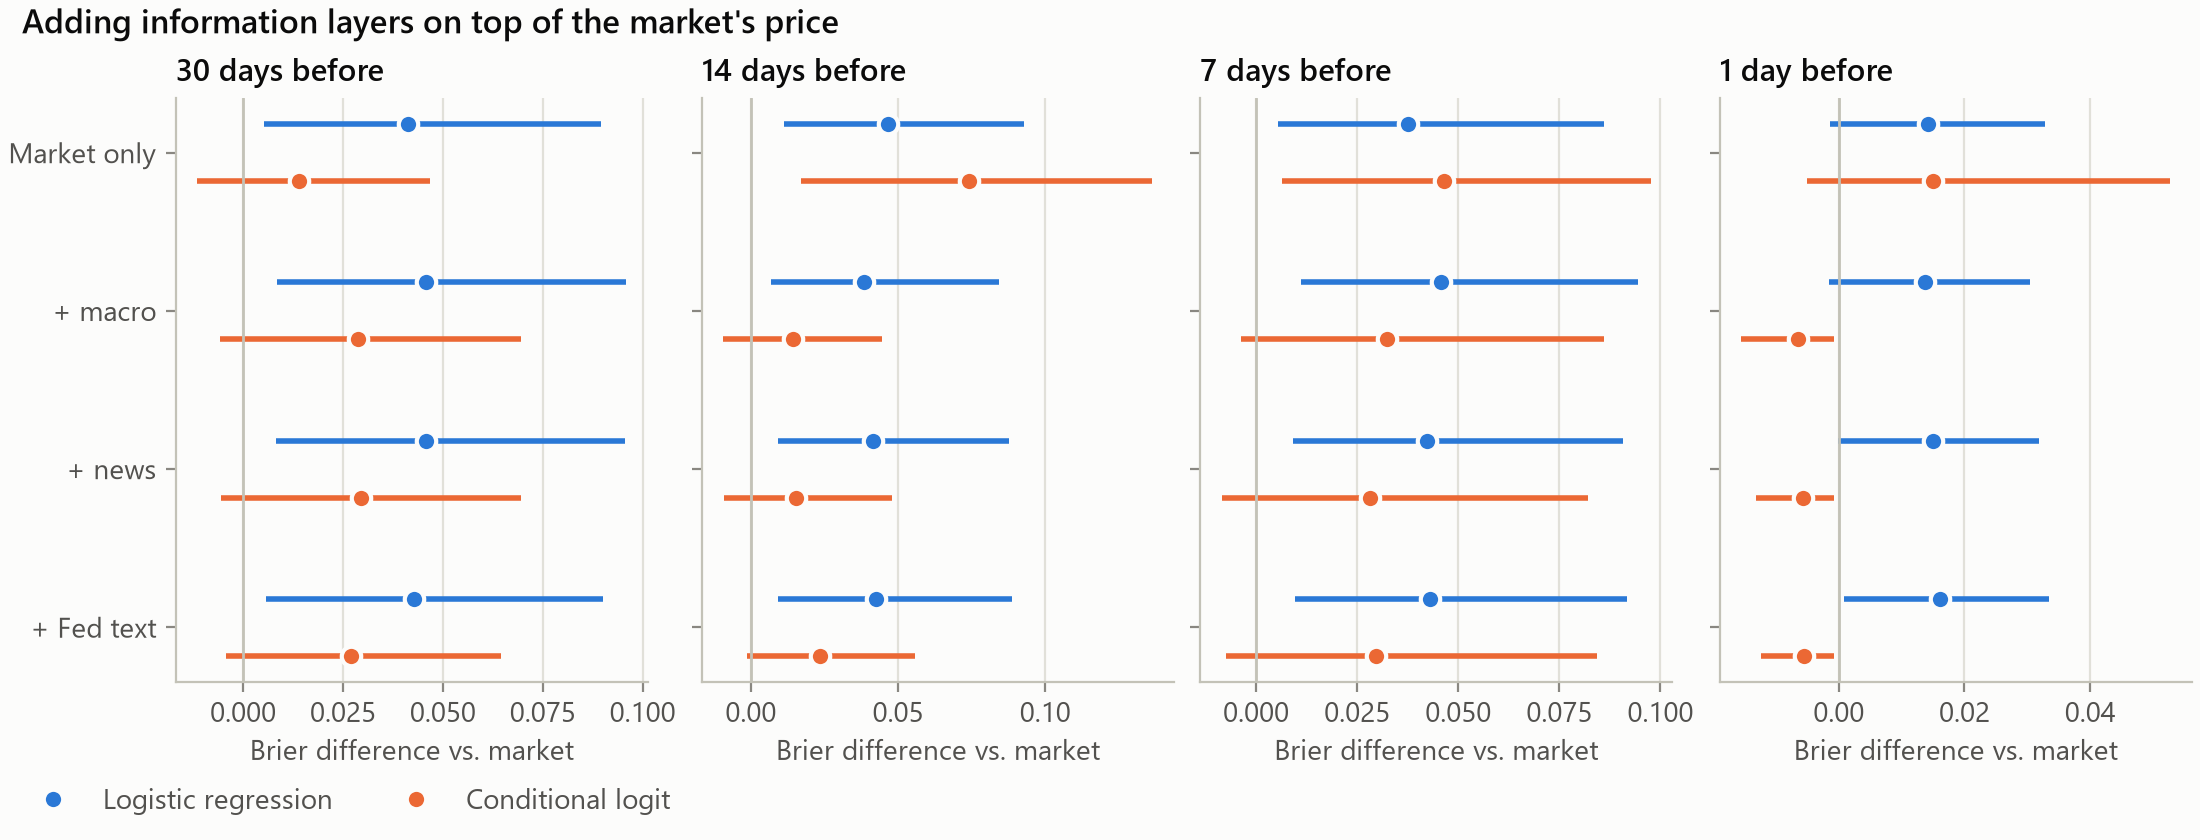 Adding information layers on top of the market's price
30 days before
14 days before
7 days before
1 day before
Market only
+ macro
+ news
+ Fed text
0.000 0.025 0.050 0.075 0.100
0.00 0.05 0.10
0.000 0.025 0.050 0.075 0.100
0.00 0.02 0.04
Brier difference vs. market
Brier difference vs. market
Brier difference vs. market
Brier difference vs. market
Logistic regression
Conditional logit